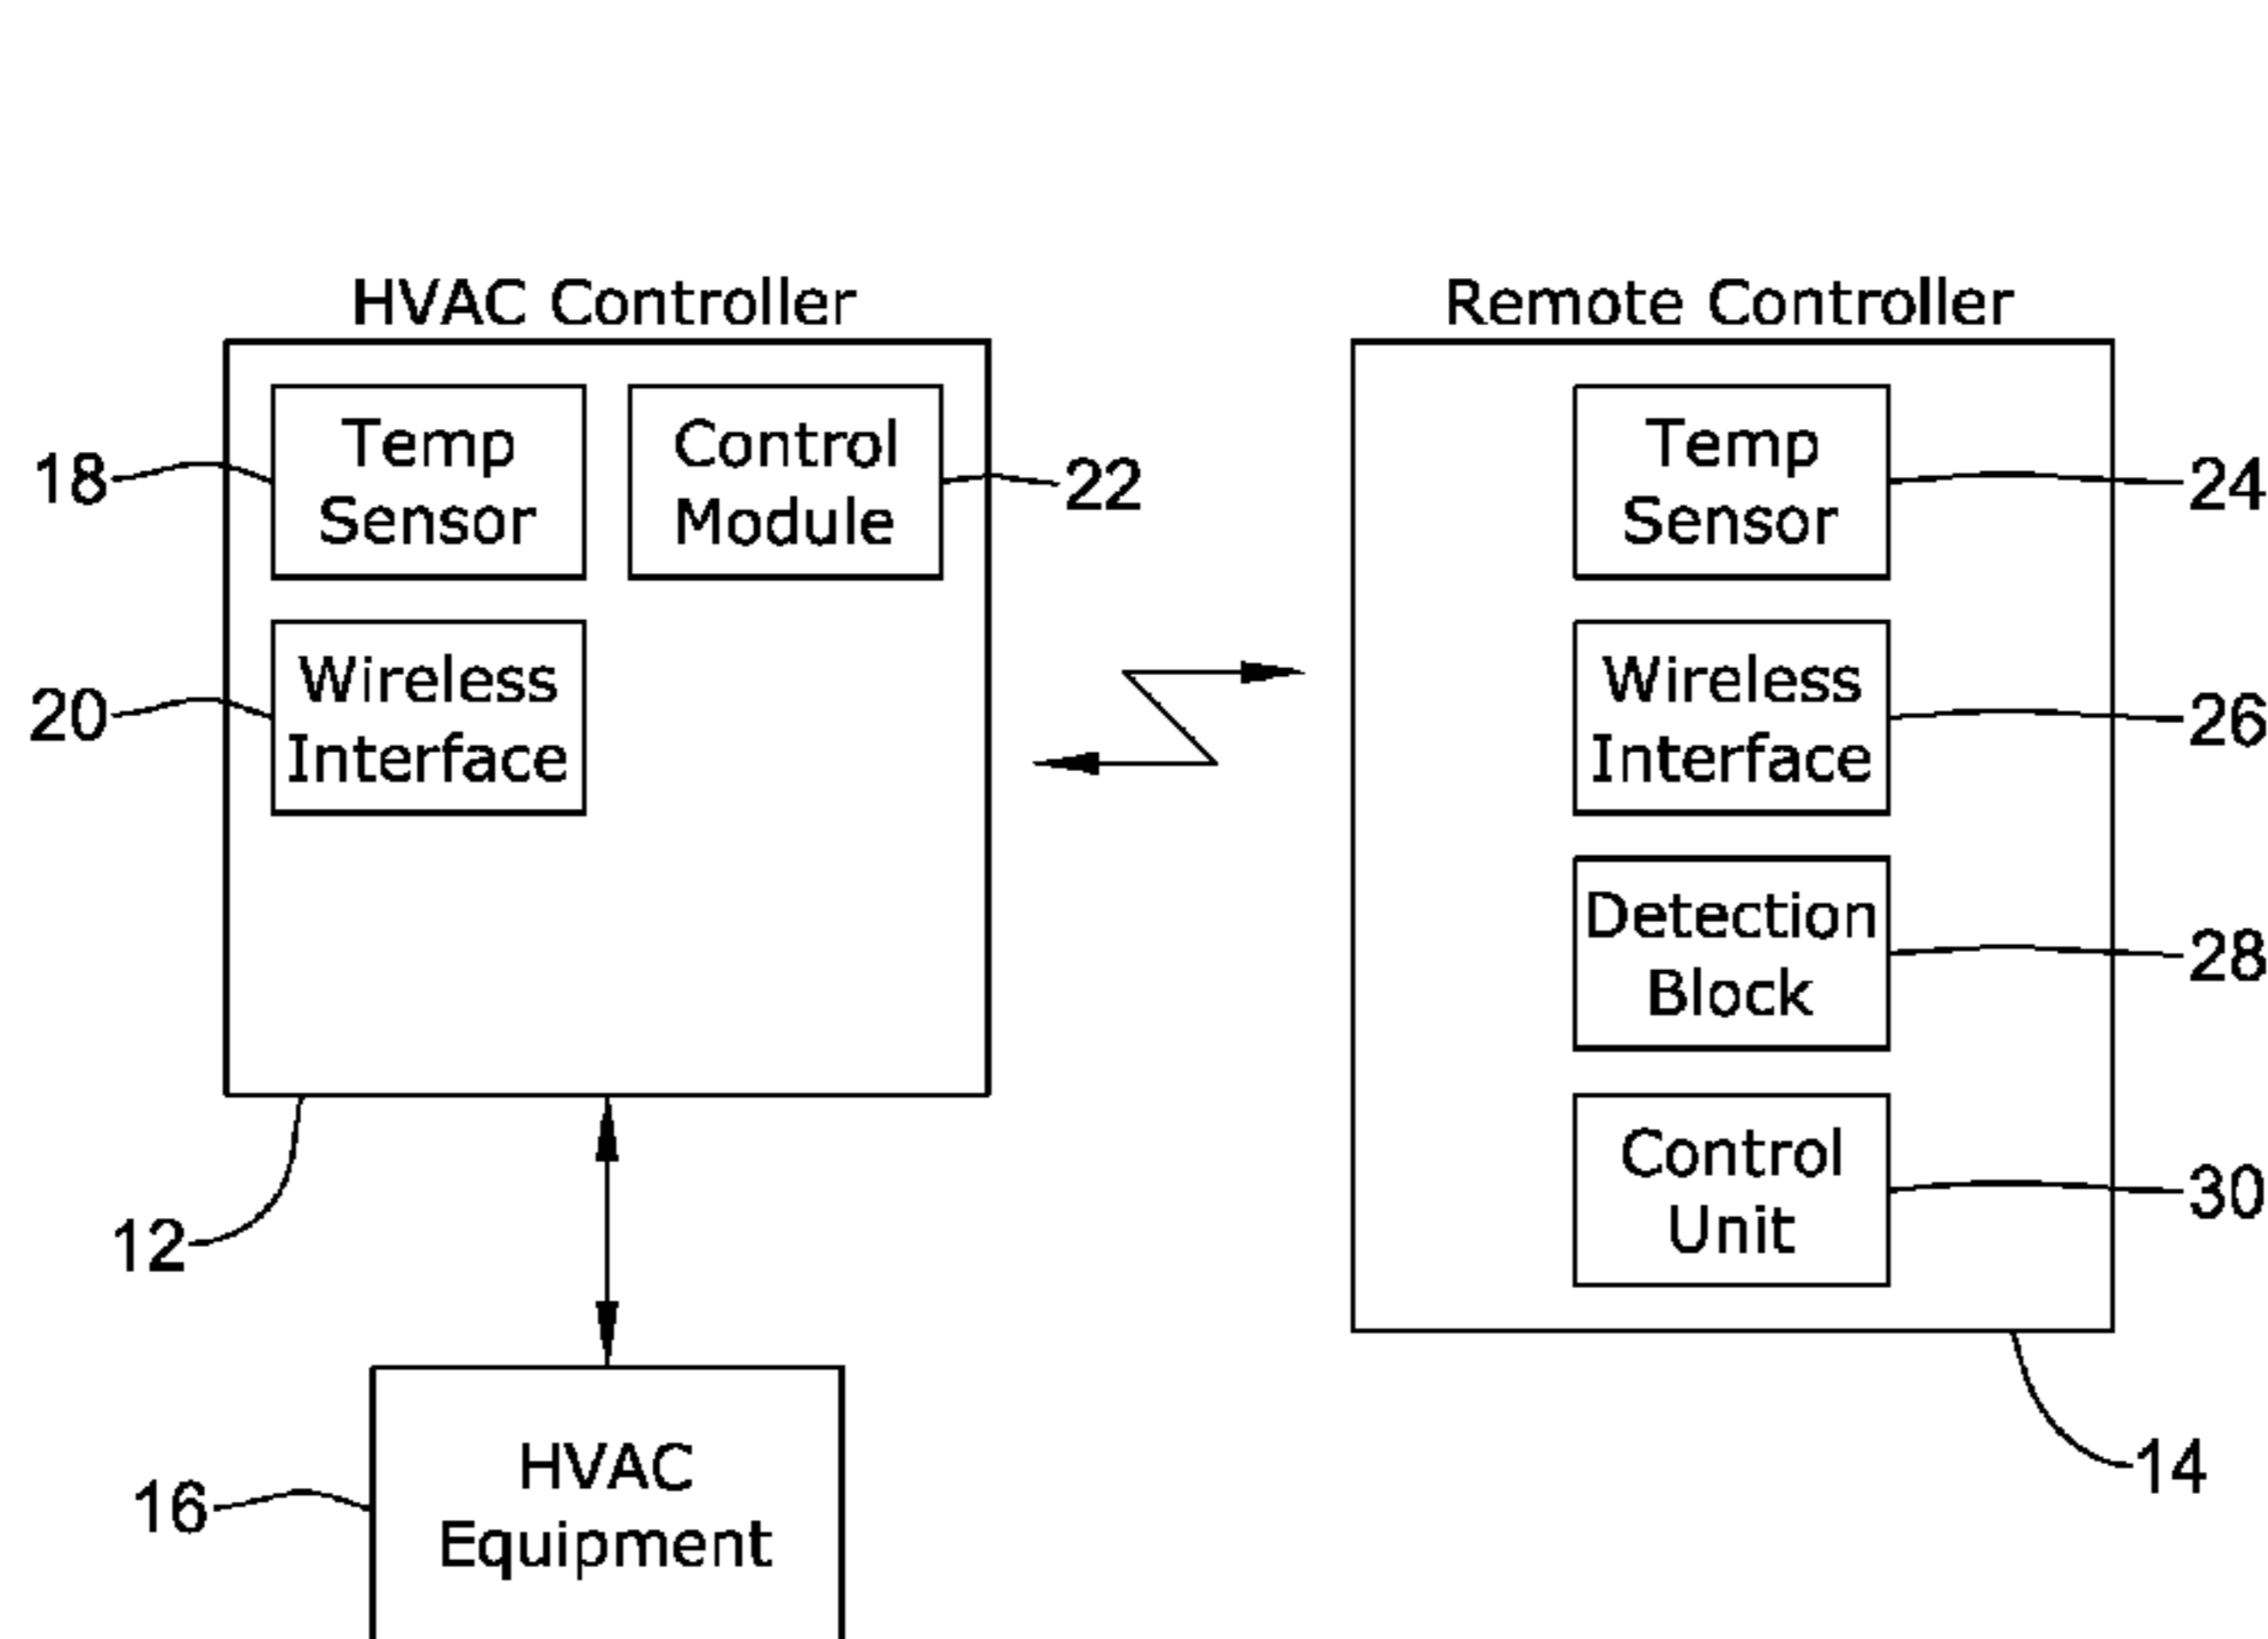 HVAC Controller
Temp
Sensor
18
Control
Module
22
Wireless
Interface
20
12
HVAC
Equipment
16
Remote Controller
Temp
Sensor
24
Wireless
Interface
26
Detection
Block
28
Control
Unit
30
14